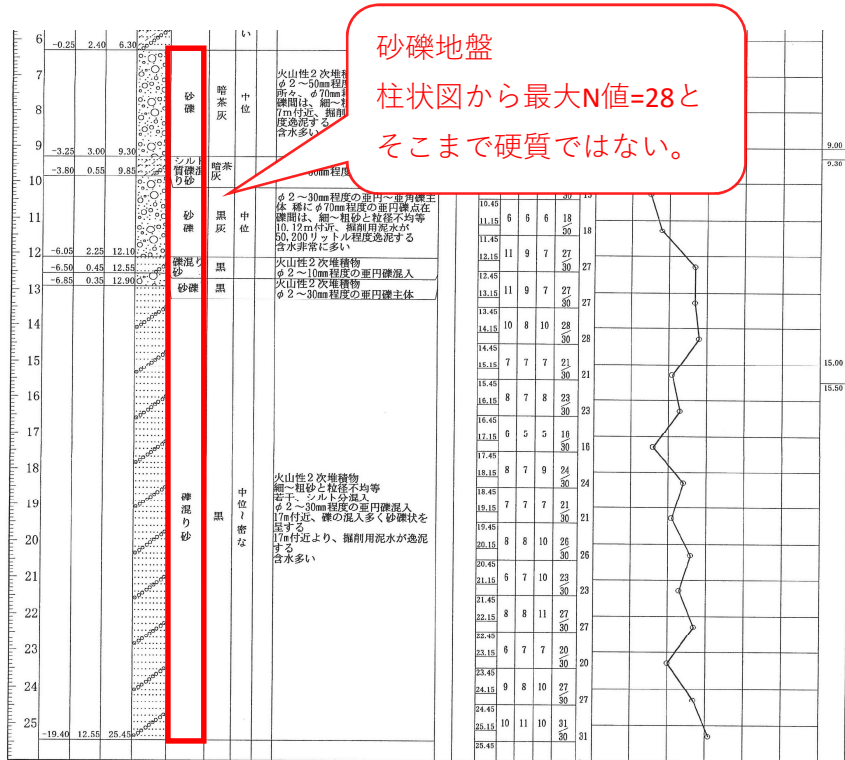 砂礫地盤
柱状図から最大N値=28と
そこまで硬質ではない。
い
6 -0.25 2.40 6.30
7
8
9
-3.25 3.00 9.30
砂礫 暗茶灰 中位
火山性2次堆積
φ2～50mm程度
所々、φ70mm
礫間は、細～
7m付近、掘削
度逸泥する
含水多い
9.00
9.30
-3.80 0.55 9.85
シルト質礫混り砂 暗茶灰
mm程度
10
11
12
-6.05 2.25 12.10
砂礫 黒灰 中位
φ2～30mm程度の亜円～亜角礫主
体 稀にφ70mm程度の亜円礫点在
礫間は、細～粗砂と粒径不均等
10,12m付近、掘削用泥水が
50,200リットル程度逸泥する
含水非常に多い
-6.50 0.45 12.55
礫混り砂 黒
火山性2次堆積物
φ2～10mm程度の亜円礫混入
-6.85 0.35 12.90
砂礫 黒
火山性2次堆積物
φ2～30mm程度の亜円礫主体
13
14
15
16
17
18
19
20
21
22
23
24
25
-19.40 12.55 25.45
礫混り砂 黒 中位～密な
火山性2次堆積物
細～粗砂と粒径不均等
若干、シルト分混入
φ2～30mm程度の亜円礫混入
17m付近、礫の混入多く砂礫状を
呈する
17m付近より、掘削用泥水が逸泥
する
含水多い
10.45
11.15 6 6 6 18/30 18
11.45
12.15 11 9 7 27/30 27
12.45
13.15 11 9 7 27/30 27
13.45
14.15 10 8 10 28/30 28
14.45
15.15 7 7 7 21/30 21
15.45
16.15 8 7 8 23/30 23
16.45
17.15 6 5 5 16/30 16
17.45
18.15 8 7 9 24/30 24
18.45
19.15 7 7 7 21/30 21
19.45
20.15 8 8 10 26/30 26
20.45
21.15 6 7 10 23/30 23
21.45
22.15 8 8 11 27/30 27
22.45
23.15 6 7 7 20/30 20
23.45
24.15 9 8 10 27/30 27
24.45
25.15 10 11 10 31/30 31
25.45
15.00
15.50